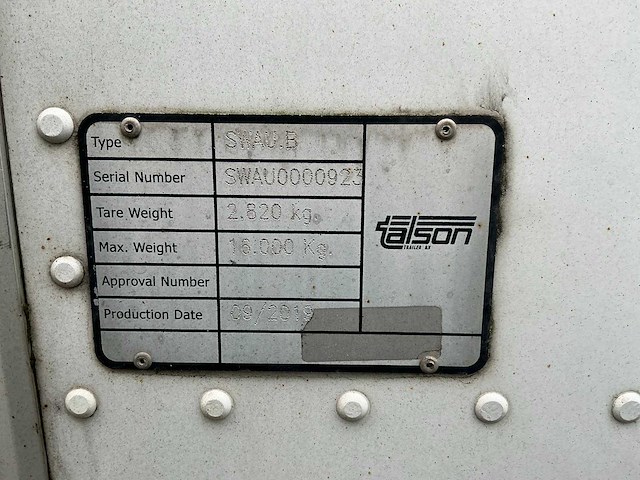 Type SWAU.B
Serial Number SWAU0000923
Tare Weight 2.820 kg.
Max. Weight 16.000 Kg.
talson
TRAILER
Approval Number
Production Date 09/2019